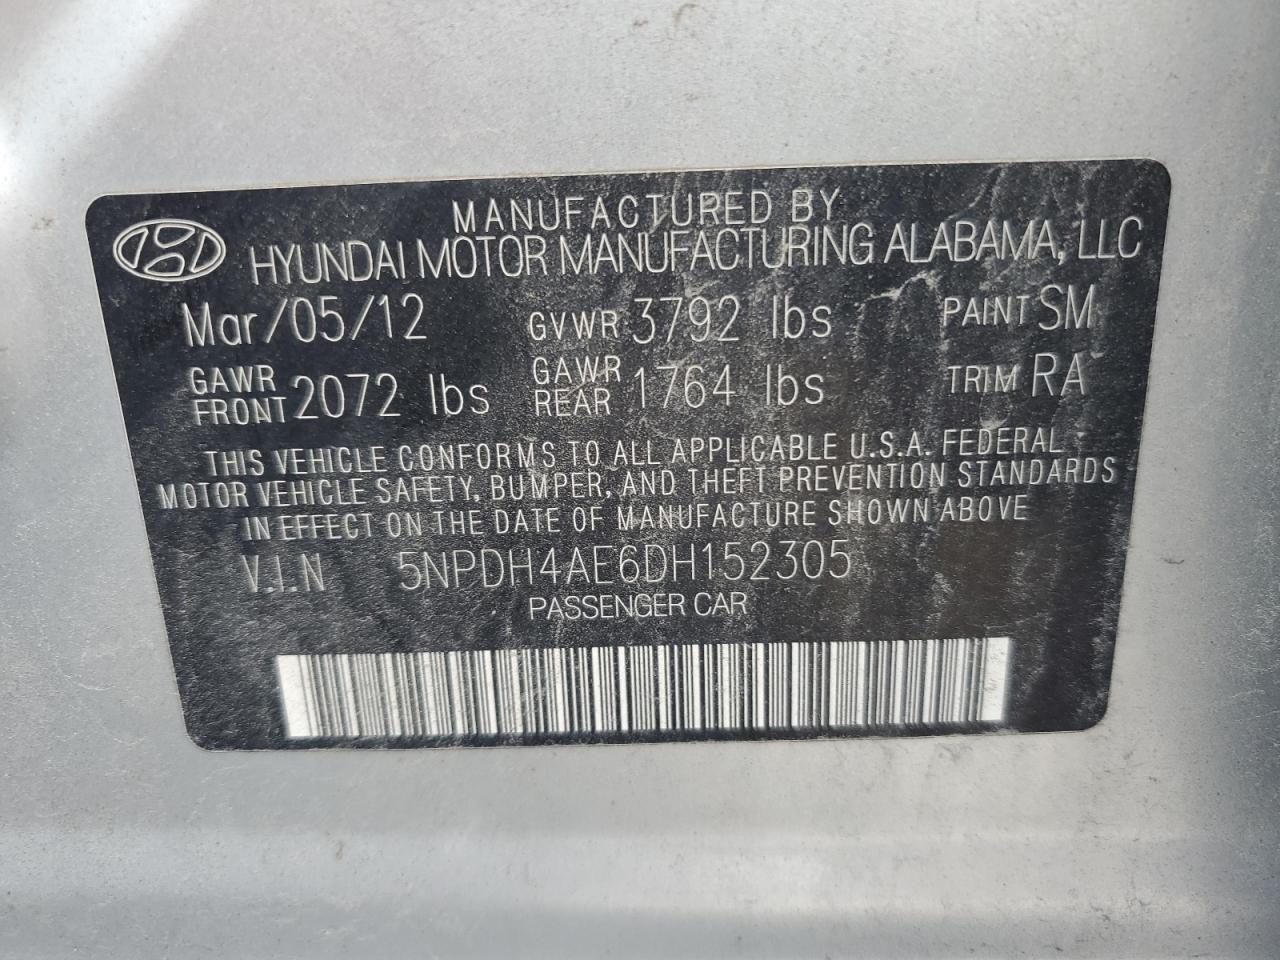 MANUFACTURED BY
HYUNDAI MOTOR MANUFACTURING ALABAMA, LLC
Mar/05/12 GVWR 3792 lbs PAINT SM
GAWR FRONT 2072 lbs GAWR REAR 1764 lbs TRIM RA
THIS VEHICLE CONFORMS TO ALL APPLICABLE U.S.A. FEDERAL
MOTOR VEHICLE SAFETY, BUMPER, AND THEFT PREVENTION STANDARDS
IN EFFECT ON THE DATE OF MANUFACTURE SHOWN ABOVE
V.I.N 5NPDH4AE6DH152305
PASSENGER CAR